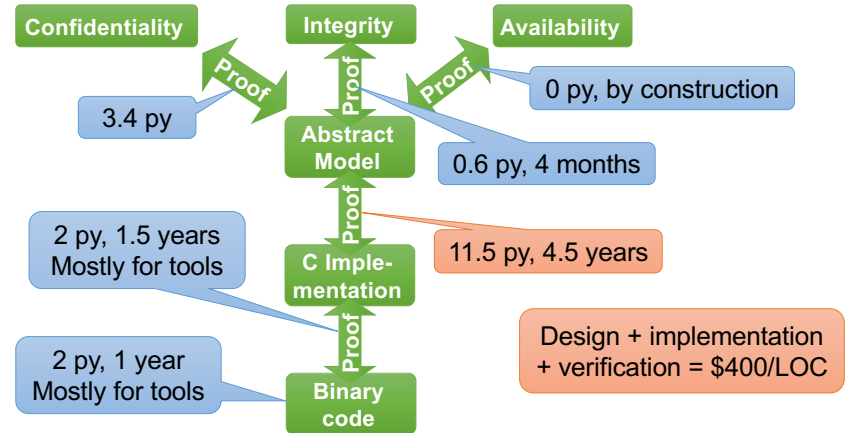 Confidentiality
Integrity
Availability
Proof
Proof
Proof
3.4 py
0 py, by construction
Abstract
Model
0.6 py, 4 months
Proof
2 py, 1.5 years
Mostly for tools
11.5 py, 4.5 years
C Imple-
mentation
Proof
Design + implementation
+ verification = $400/LOC
2 py, 1 year
Mostly for tools
Binary
code